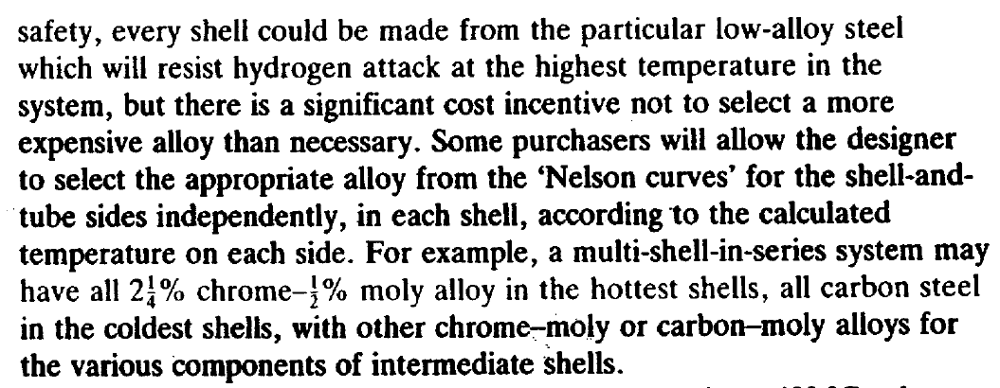 safety, every shell could be made from the particular low-alloy steel
which will resist hydrogen attack at the highest temperature in the
system, but there is a significant cost incentive not to select a more
expensive alloy than necessary. Some purchasers will allow the designer
to select the appropriate alloy from the ‘Nelson curves’ for the shell-and-
tube sides independently, in each shell, according to the calculated
temperature on each side. For example, a multi-shell-in-series system may
have all 2¼% chrome–½% moly alloy in the hottest shells, all carbon steel
in the coldest shells, with other chrome–moly or carbon–moly alloys for
the various components of intermediate shells.